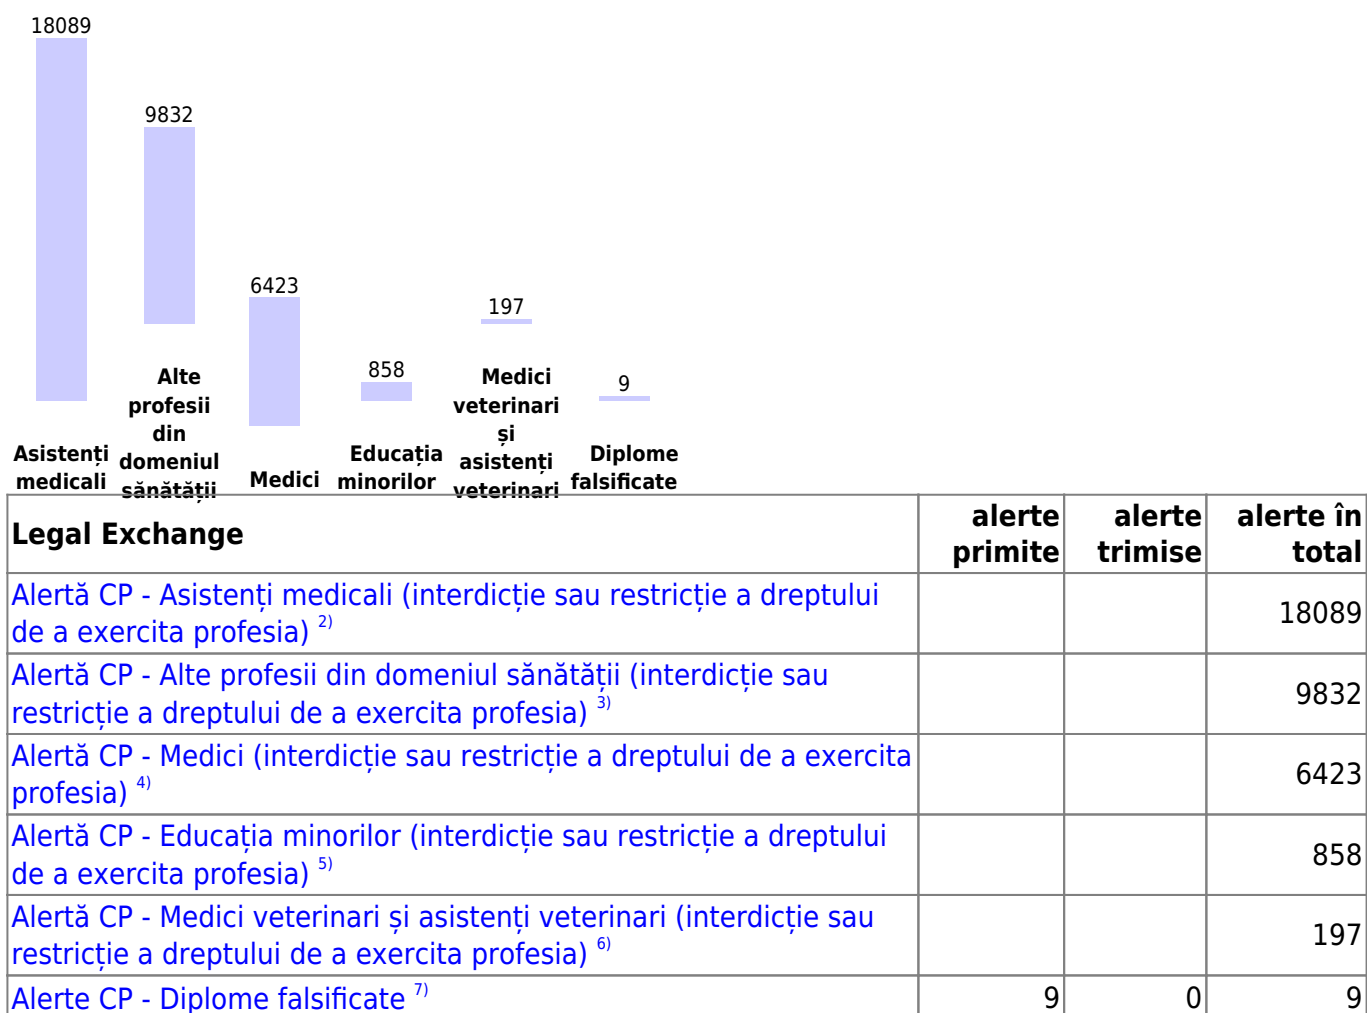 18089
9832
6423
858
197
9
Asistenți
medicali
Alte
profesii
din
domeniul
sănătății
Medici
Educația
minorilor
Medici
veterinari
și
asistenți
veterinari
Diplome
falsificate
Legal Exchange alerte primite alerte trimise alerte în total
Alertă CP - Asistenți medicali (interdicție sau restricție a dreptului
de a exercita profesia) 2) 18089
Alertă CP - Alte profesii din domeniul sănătății (interdicție sau
restricție a dreptului de a exercita profesia) 3) 9832
Alertă CP - Medici (interdicție sau restricție a dreptului de a exercita
profesia) 4) 6423
Alertă CP - Educația minorilor (interdicție sau restricție a dreptului
de a exercita profesia) 5) 858
Alertă CP - Medici veterinari și asistenți veterinari (interdicție sau
restricție a dreptului de a exercita profesia) 6) 197
Alerte CP - Diplome falsificate 7) 9 0 9